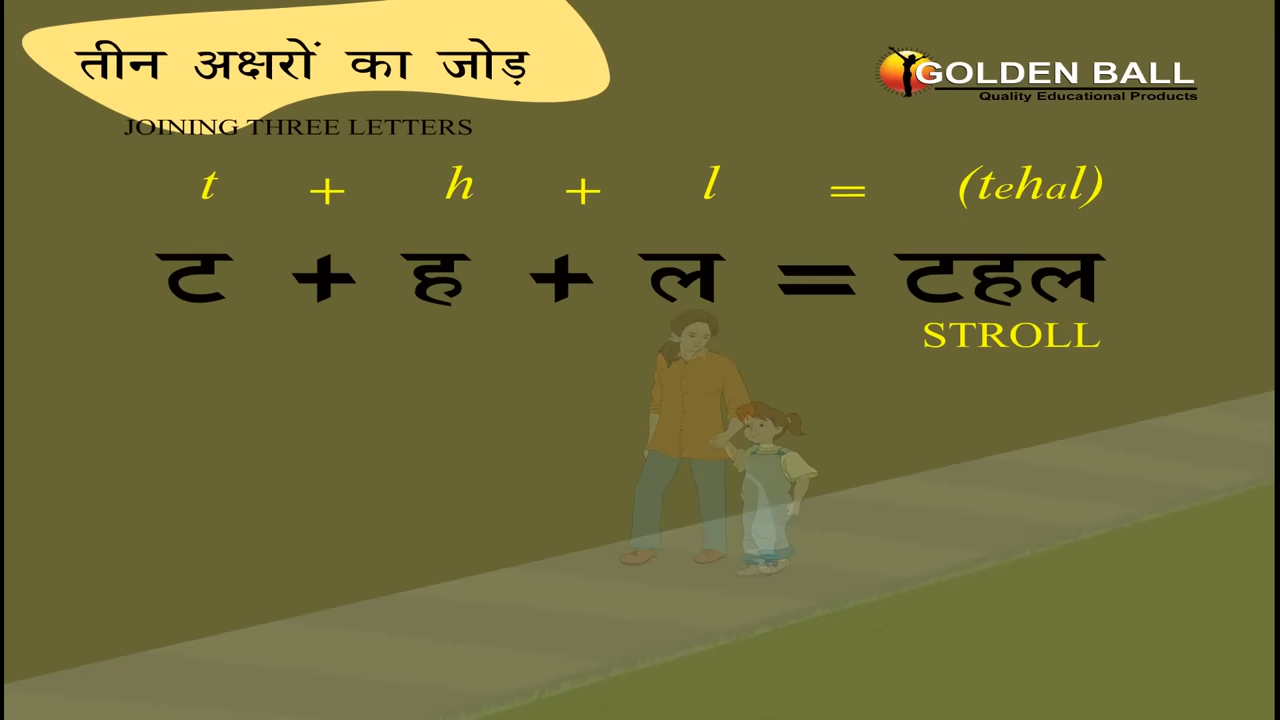 तीन अक्षरों का जोड़
GOLDEN BALL
Quality Educational Products
JOINING THREE LETTERS
t + h + l = (tehal)
ट + ह + ल = टहल
STROLL